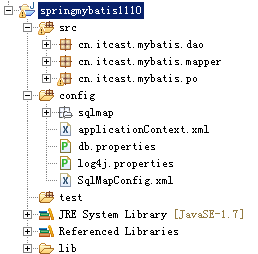 springmybatis1110
src
cn.itcast.mybatis.dao
cn.itcast.mybatis.mapper
cn.itcast.mybatis.po
config
sqlmap
applicationContext.xml
db.properties
log4j.properties
SqlMapConfig.xml
test
JRE System Library [JavaSE-1.7]
Referenced Libraries
lib